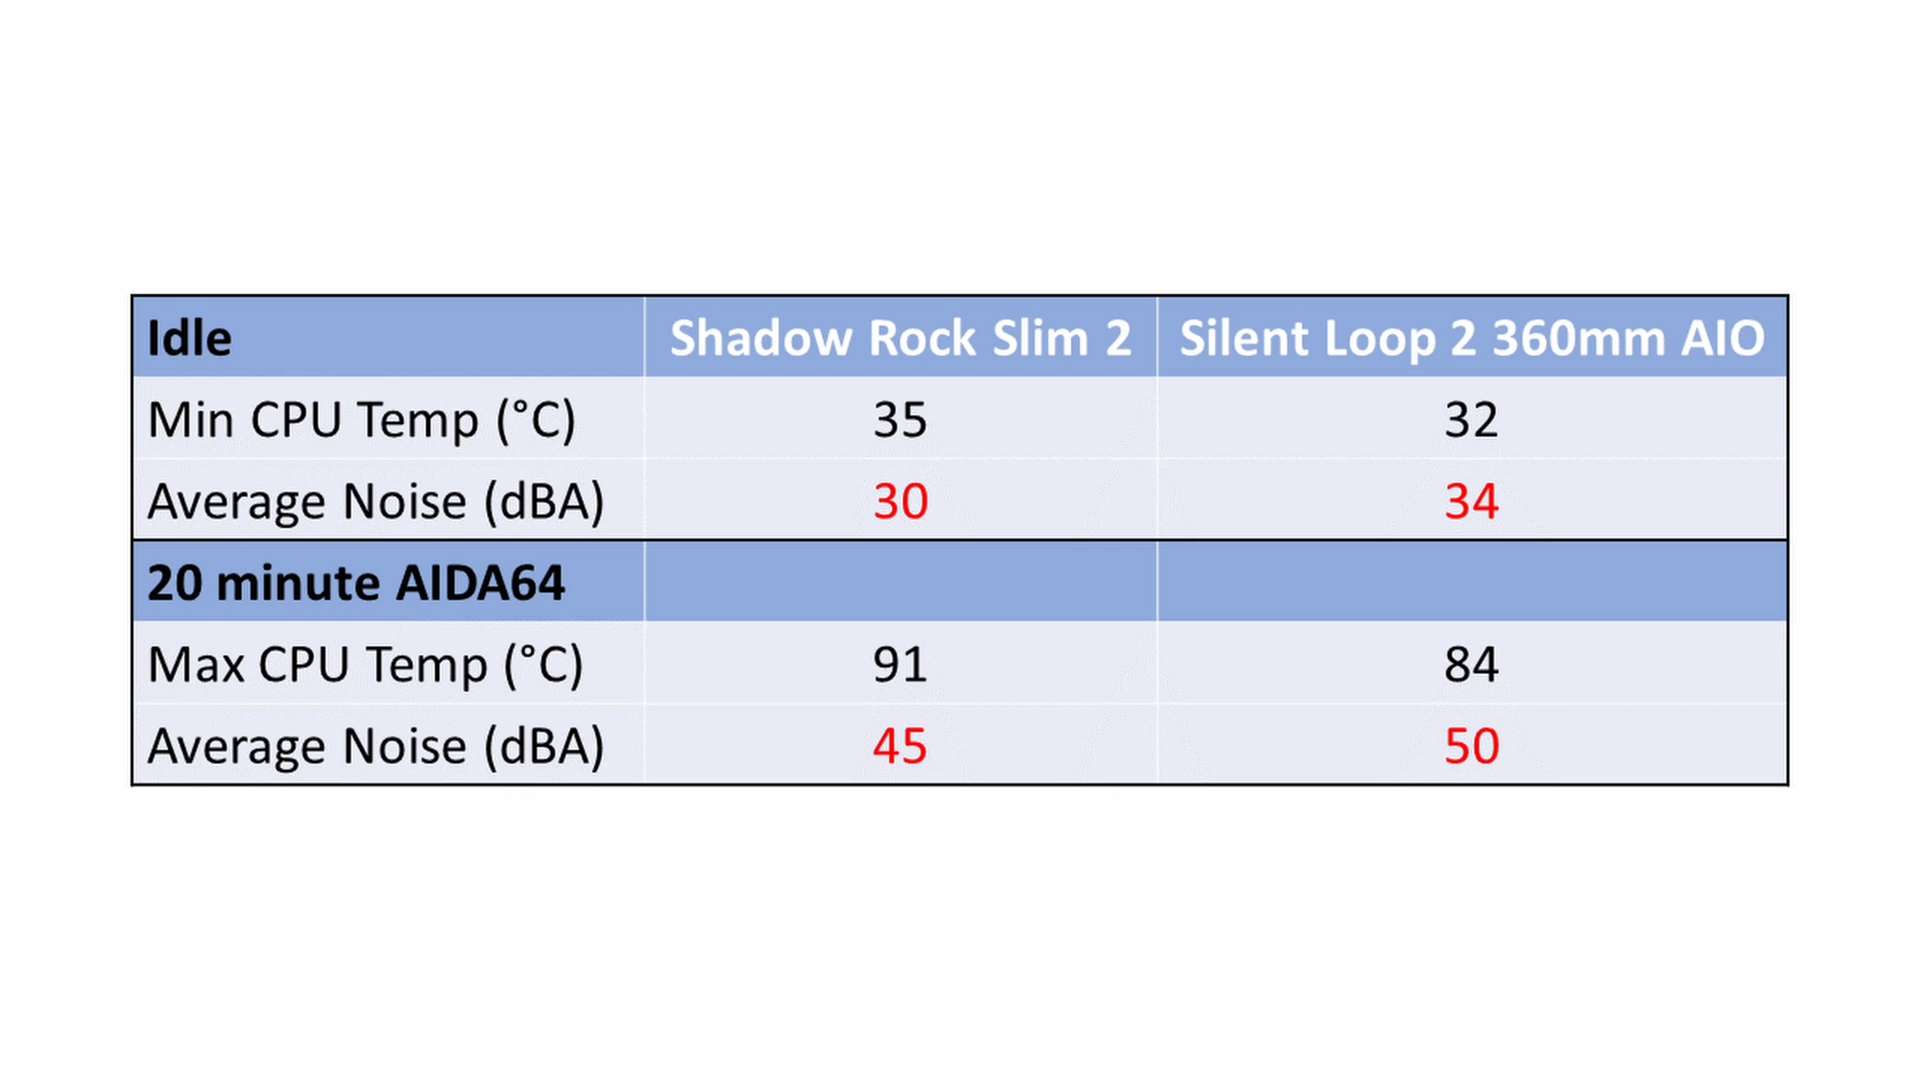 Idle Shadow Rock Slim 2 Silent Loop 2 360mm AIO
Min CPU Temp (°C) 35 32
Average Noise (dBA) 30 34
20 minute AIDA64
Max CPU Temp (°C) 91 84
Average Noise (dBA) 45 50